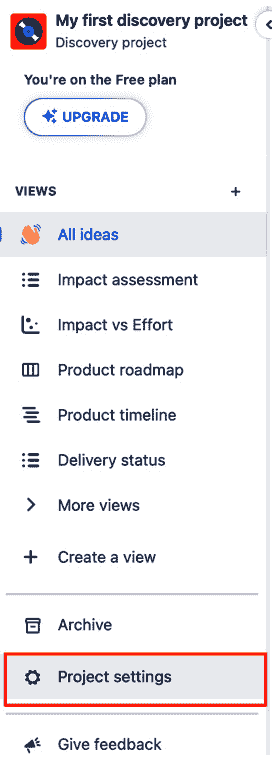 My first discovery project
Discovery project
You're on the Free plan
UPGRADE
VIEWS +
All ideas
Impact assessment
Impact vs Effort
Product roadmap
Product timeline
Delivery status
More views
Create a view
Archive
Project settings
Give feedback